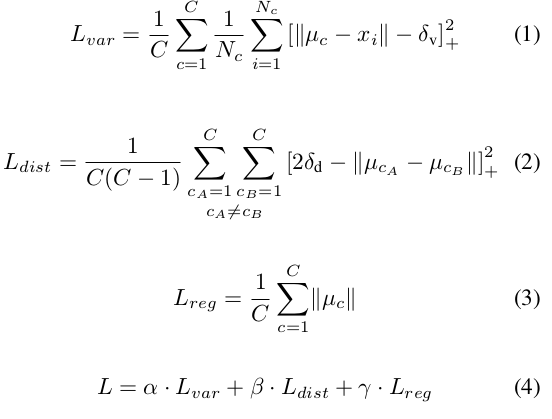 L_{var} = \frac{1}{C} \sum_{c=1}^{C} \frac{1}{N_c} \sum_{i=1}^{N_c} [\|\mu_c - x_i\| - \delta_v]_+^2 (1)
L_{dist} = \frac{1}{C(C-1)} \sum_{c_A=1}^{C} \sum_{\substack{c_B=1 \\ c_A \neq c_B}}^{C} [2\delta_d - \|\mu_{c_A} - \mu_{c_B}\|]_+^2 (2)
L_{reg} = \frac{1}{C} \sum_{c=1}^{C} \|\mu_c\| (3)
L = \alpha \cdot L_{var} + \beta \cdot L_{dist} + \gamma \cdot L_{reg} (4)